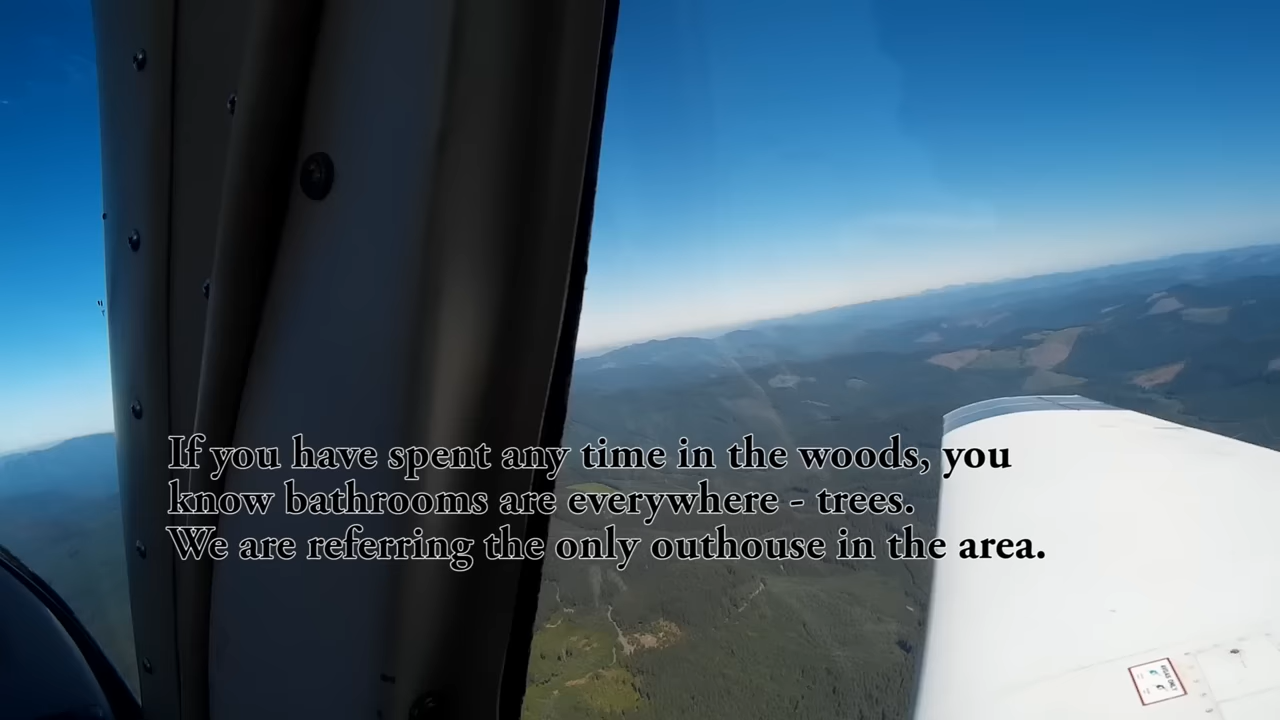 If you have spent any time in the woods, you
know bathrooms are everywhere - trees.
We are referring the only outhouse in the area.